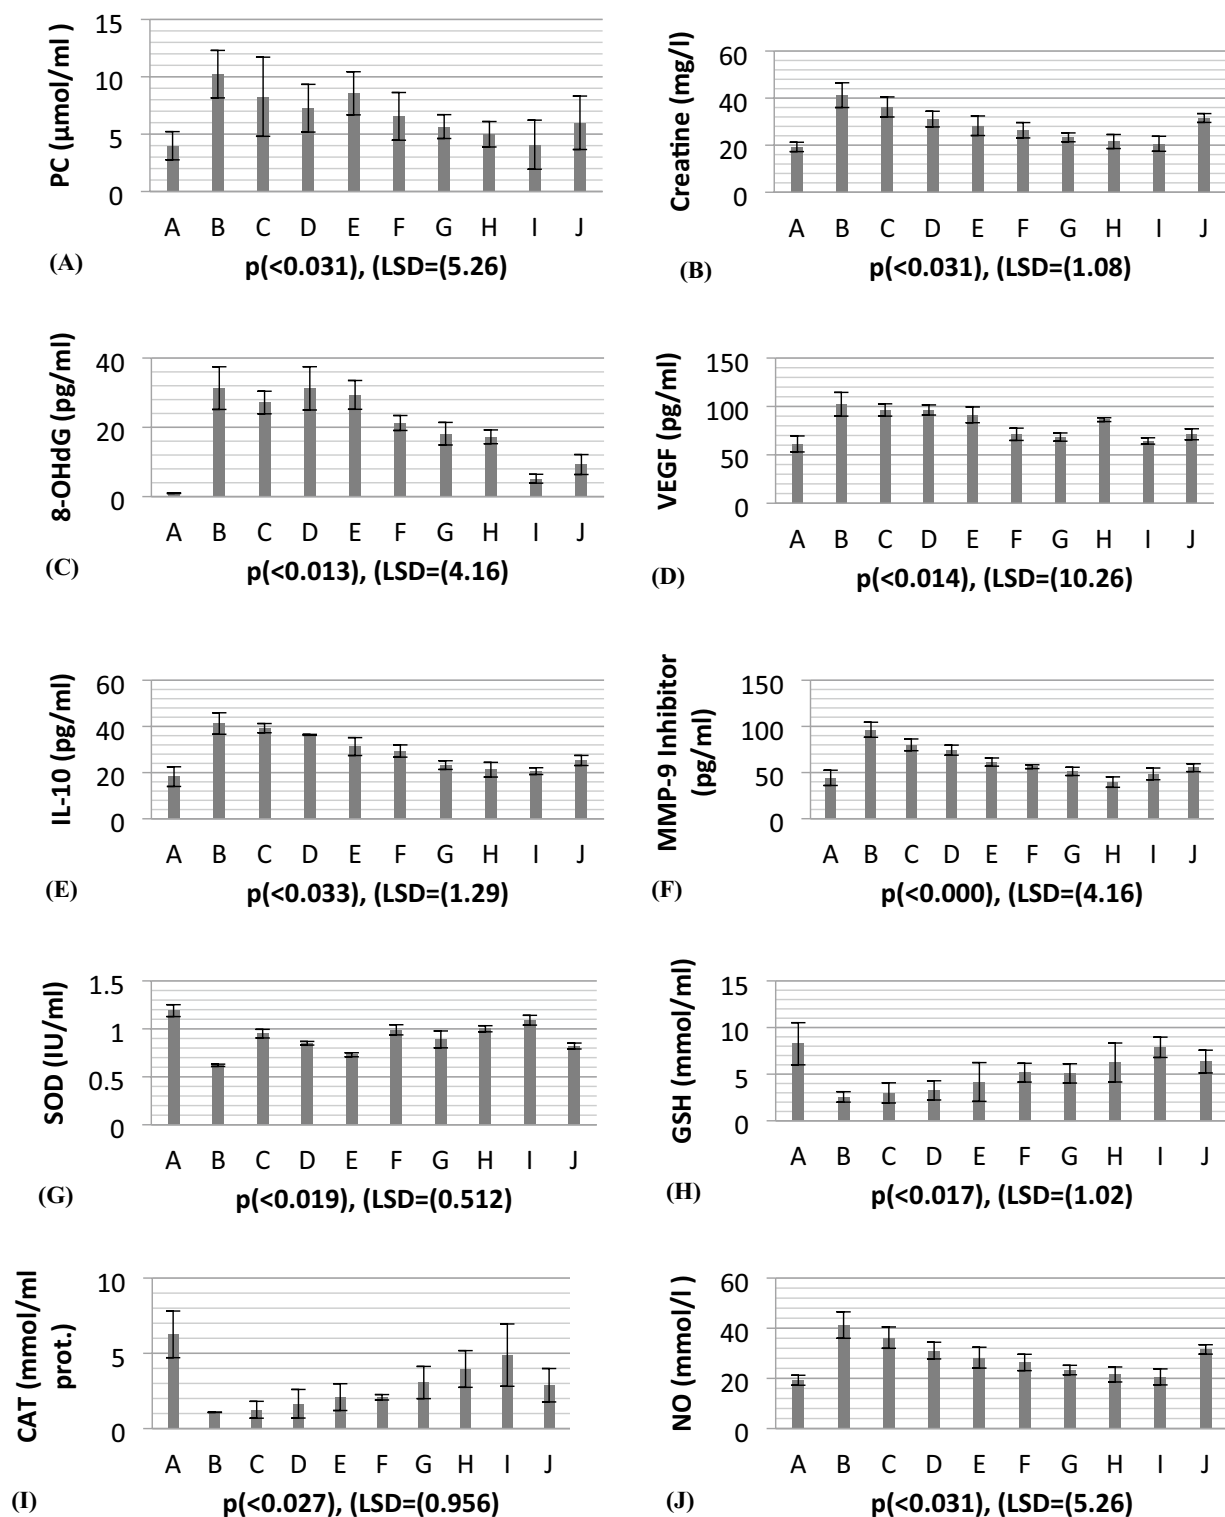 PC (μmol/ml )
15
10
5
0
A B C D E F G H I J
(A)
p(<0.031), (LSD=(5.26)
Creatine (mg/l)
60
40
20
0
A B C D E F G H I J
(B)
p(<0.031), (LSD=(1.08)
8-OHdG (pg/ml)
40
20
0
A B C D E F G H I J
(C)
p(<0.013), (LSD=(4.16)
VEGF (pg/ml)
150
100
50
0
A B C D E F G H I J
(D)
p(<0.014), (LSD=(10.26)
IL-10 (pg/ml)
60
40
20
0
A B C D E F G H I J
(E)
p(<0.033), (LSD=(1.29)
MMP-9 Inhibitor
(pg/ml)
150
100
50
0
A B C D E F G H I J
(F)
p(<0.000), (LSD=(4.16)
SOD (IU/ml)
1.5
1
0.5
0
A B C D E F G H I J
(G)
p(<0.019), (LSD=(0.512)
GSH (mmol/ml)
15
10
5
0
A B C D E F G H I J
(H)
p(<0.017), (LSD=(1.02)
CAT (mmol/ml
prot.)
10
5
0
A B C D E F G H I J
(I)
p(<0.027), (LSD=(0.956)
NO (mmol/l )
60
40
20
0
A B C D E F G H I J
(J)
p(<0.031), (LSD=(5.26)